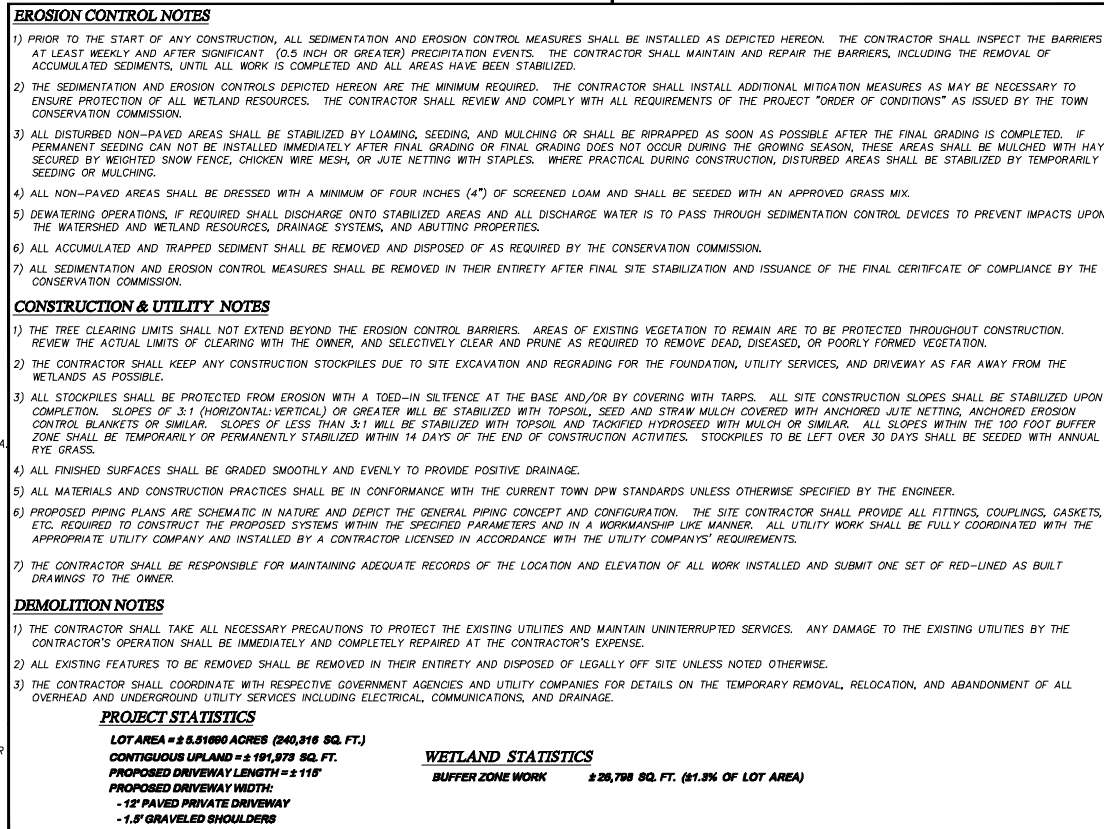 EROSION CONTROL NOTES
1) PRIOR TO THE START OF ANY CONSTRUCTION, ALL SEDIMENTATION AND EROSION CONTROL MEASURES SHALL BE INSTALLED AS DEPICTED HEREON. THE CONTRACTOR SHALL INSPECT THE BARRIERS
AT LEAST WEEKLY AND AFTER SIGNIFICANT (0.5 INCH OR GREATER) PRECIPITATION EVENTS. THE CONTRACTOR SHALL MAINTAIN AND REPAIR THE BARRIERS, INCLUDING THE REMOVAL OF
ACCUMULATED SEDIMENTS, UNTIL ALL WORK IS COMPLETED AND ALL AREAS HAVE BEEN STABILIZED.
2) THE SEDIMENTATION AND EROSION CONTROLS DEPICTED HEREON ARE THE MINIMUM REQUIRED. THE CONTRACTOR SHALL INSTALL ADDITIONAL MITIGATION MEASURES AS MAY BE NECESSARY TO
ENSURE PROTECTION OF ALL WETLAND RESOURCES. THE CONTRACTOR SHALL REVIEW AND COMPLY WITH ALL REQUIREMENTS OF THE PROJECT "ORDER OF CONDITIONS" AS ISSUED BY THE TOWN
CONSERVATION COMMISSION.
3) ALL DISTURBED NON-PAVED AREAS SHALL BE STABILIZED BY LOAMING, SEEDING, AND MULCHING OR SHALL BE RIPRAPPED AS SOON AS POSSIBLE AFTER THE FINAL GRADING IS COMPLETED. IF
PERMANENT SEEDING CAN NOT BE INSTALLED IMMEDIATELY AFTER FINAL GRADING OR FINAL GRADING DOES NOT OCCUR DURING THE GROWING SEASON, THESE AREAS SHALL BE MULCHED WITH HAY
SECURED BY WEIGHTED SNOW FENCE, CHICKEN WIRE MESH, OR JUTE NETTING WITH STAPLES. WHERE PRACTICAL DURING CONSTRUCTION, DISTURBED AREAS SHALL BE STABILIZED BY TEMPORARILY
SEEDING OR MULCHING.
4) ALL NON-PAVED AREAS SHALL BE DRESSED WITH A MINIMUM OF FOUR INCHES (4") OF SCREENED LOAM AND SHALL BE SEEDED WITH AN APPROVED GRASS MIX.
5) DEWATERING OPERATIONS, IF REQUIRED SHALL DISCHARGE ONTO STABILIZED AREAS AND ALL DISCHARGE WATER IS TO PASS THROUGH SEDIMENTATION CONTROL DEVICES TO PREVENT IMPACTS UPON
THE WATERSHED AND WETLAND RESOURCES, DRAINAGE SYSTEMS, AND ABUTTING PROPERTIES.
6) ALL ACCUMULATED AND TRAPPED SEDIMENT SHALL BE REMOVED AND DISPOSED OF AS REQUIRED BY THE CONSERVATION COMMISSION.
7) ALL SEDIMENTATION AND EROSION CONTROL MEASURES SHALL BE REMOVED IN THEIR ENTIRETY AFTER FINAL SITE STABILIZATION AND ISSUANCE OF THE FINAL CERITIFCATE OF COMPLIANCE BY THE
CONSERVATION COMMISSION.
CONSTRUCTION & UTILITY NOTES
1) THE TREE CLEARING LIMITS SHALL NOT EXTEND BEYOND THE EROSION CONTROL BARRIERS. AREAS OF EXISTING VEGETATION TO REMAIN ARE TO BE PROTECTED THROUGHOUT CONSTRUCTION.
REVIEW THE ACTUAL LIMITS OF CLEARING WITH THE OWNER, AND SELECTIVELY CLEAR AND PRUNE AS REQUIRED TO REMOVE DEAD, DISEASED, OR POORLY FORMED VEGETATION.
2) THE CONTRACTOR SHALL KEEP ANY CONSTRUCTION STOCKPILES DUE TO SITE EXCAVATION AND REGRADING FOR THE FOUNDATION, UTILITY SERVICES, AND DRIVEWAY AS FAR AWAY FROM THE
WETLANDS AS POSSIBLE.
3) ALL STOCKPILES SHALL BE PROTECTED FROM EROSION WITH A TOED-IN SILTFENCE AT THE BASE AND/OR BY COVERING WITH TARPS. ALL SITE CONSTRUCTION SLOPES SHALL BE STABILIZED UPON
COMPLETION. SLOPES OF 3:1 (HORIZONTAL:VERTICAL) OR GREATER WILL BE STABILIZED WITH TOPSOIL, SEED AND STRAW MULCH COVERED WITH ANCHORED JUTE NETTING, ANCHORED EROSION
CONTROL BLANKETS OR SIMILAR. SLOPES OF LESS THAN 3:1 WILL BE STABILIZED WITH TOPSOIL AND TACKIFIED HYDROSEED WITH MULCH OR SIMILAR. ALL SLOPES WITHIN THE 100 FOOT BUFFER
ZONE SHALL BE TEMPORARILY OR PERMANENTLY STABILIZED WITHIN 14 DAYS OF THE END OF CONSTRUCTION ACTIVITIES. STOCKPILES TO BE LEFT OVER 30 DAYS SHALL BE SEEDED WITH ANNUAL
RYE GRASS.
4) ALL FINISHED SURFACES SHALL BE GRADED SMOOTHLY AND EVENLY TO PROVIDE POSITIVE DRAINAGE.
5) ALL MATERIALS AND CONSTRUCTION PRACTICES SHALL BE IN CONFORMANCE WITH THE CURRENT TOWN DPW STANDARDS UNLESS OTHERWISE SPECIFIED BY THE ENGINEER.
6) PROPOSED PIPING PLANS ARE SCHEMATIC IN NATURE AND DEPICT THE GENERAL PIPING CONCEPT AND CONFIGURATION. THE SITE CONTRACTOR SHALL PROVIDE ALL FITTINGS, COUPLINGS, GASKETS,
ETC. REQUIRED TO CONSTRUCT THE PROPOSED SYSTEMS WITHIN THE SPECIFIED PARAMETERS AND IN A WORKMANSHIP LIKE MANNER. ALL UTILITY WORK SHALL BE FULLY COORDINATED WITH THE
APPROPRIATE UTILITY COMPANY AND INSTALLED BY A CONTRACTOR LICENSED IN ACCORDANCE WITH THE UTILITY COMPANYS' REQUIREMENTS.
7) THE CONTRACTOR SHALL BE RESPONSIBLE FOR MAINTAINING ADEQUATE RECORDS OF THE LOCATION AND ELEVATION OF ALL WORK INSTALLED AND SUBMIT ONE SET OF RED-LINED AS BUILT
DRAWINGS TO THE OWNER.
DEMOLITION NOTES
1) THE CONTRACTOR SHALL TAKE ALL NECESSARY PRECAUTIONS TO PROTECT THE EXISTING UTILITIES AND MAINTAIN UNINTERRUPTED SERVICES. ANY DAMAGE TO THE EXISTING UTILITIES BY THE
CONTRACTOR'S OPERATION SHALL BE IMMEDIATELY AND COMPLETELY REPAIRED AT THE CONTRACTOR'S EXPENSE.
2) ALL EXISTING FEATURES TO BE REMOVED SHALL BE REMOVED IN THEIR ENTIRETY AND DISPOSED OF LEGALLY OFF SITE UNLESS NOTED OTHERWISE.
3) THE CONTRACTOR SHALL COORDINATE WITH RESPECTIVE GOVERNMENT AGENCIES AND UTILITY COMPANIES FOR DETAILS ON THE TEMPORARY REMOVAL, RELOCATION, AND ABANDONMENT OF ALL
OVERHEAD AND UNDERGROUND UTILITY SERVICES INCLUDING ELECTRICAL, COMMUNICATIONS, AND DRAINAGE.
PROJECT STATISTICS
LOT AREA = ± 5.51690 ACRES (240,316 SQ. FT.)
CONTIGUOUS UPLAND = ± 191,973 SQ. FT.
PROPOSED DRIVEWAY LENGTH = ± 115'
PROPOSED DRIVEWAY WIDTH:
- 12' PAVED PRIVATE DRIVEWAY
- 1.5' GRAVELED SHOULDERS
WETLAND STATISTICS
BUFFER ZONE WORK ± 26,798 SQ. FT. (±1.3% OF LOT AREA)